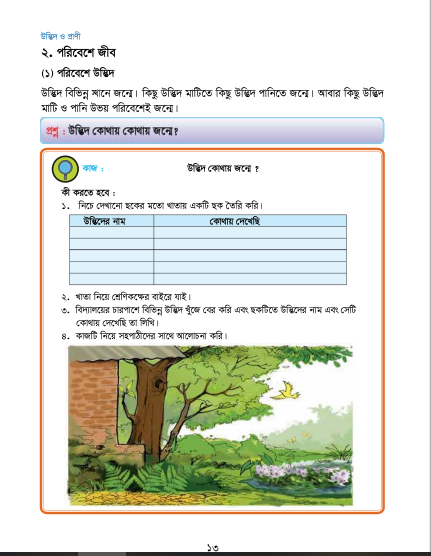 উদ্ভিদ ও প্রাণী
২. পরিবেশে জীব
(১) পরিবেশে উদ্ভিদ
উদ্ভিদ বিভিন্ন স্থানে জন্মে। কিছু উদ্ভিদ মাটিতে কিছু উদ্ভিদ পানিতে জন্মে। আবার কিছু উদ্ভিদ
মাটি ও পানি উভয় পরিবেশেই জন্মে।
প্রশ্ন : উদ্ভিদ কোথায় কোথায় জন্মে?
কাজ : উদ্ভিদ কোথায় জন্মে ?
কী করতে হবে :
১. নিচে দেখানো ছকের মতো খাতায় একটি ছক তৈরি করি।
উদ্ভিদের নাম কোথায় দেখেছি
২. খাতা নিয়ে শ্রেণিকক্ষের বাইরে যাই।
৩. বিদ্যালয়ের চারপাশে বিভিন্ন উদ্ভিদ খুঁজে বের করি এবং ছকটিতে উদ্ভিদের নাম এবং সেটি
কোথায় দেখেছি তা লিখি।
৪. কাজটি নিয়ে সহপাঠীদের সাথে আলোচনা করি।
১৩